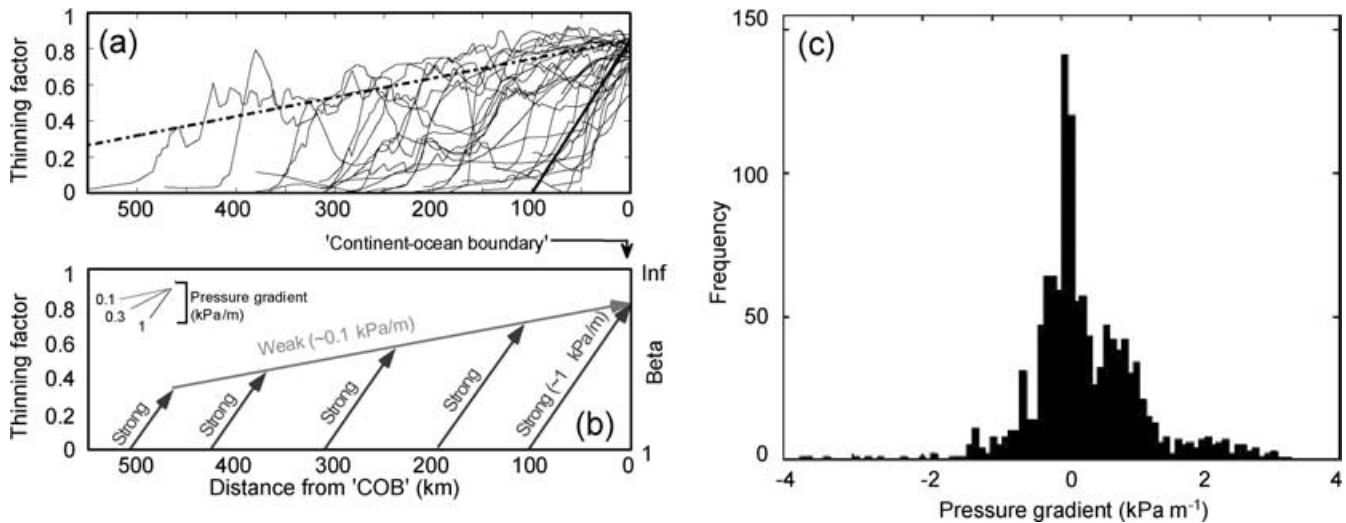 (a)
Thinning factor
1
0.8
0.6
0.4
0.2
0
500
400
300
200
100
0
'Continent-ocean boundary'
(b)
Thinning factor
1
0.8
0.6
0.4
0.2
0
0.1
0.3
1
Pressure gradient
(kPa/m)
Weak (~0.1 kPa/m)
Strong
Strong
Strong
Strong
Strong (~1 kPa/m)
Inf
Beta
1
500
400
300
200
100
0
Distance from 'COB' (km)
(c)
Frequency
150
100
50
0
-4
-2
0
2
4
Pressure gradient (kPa m-1)